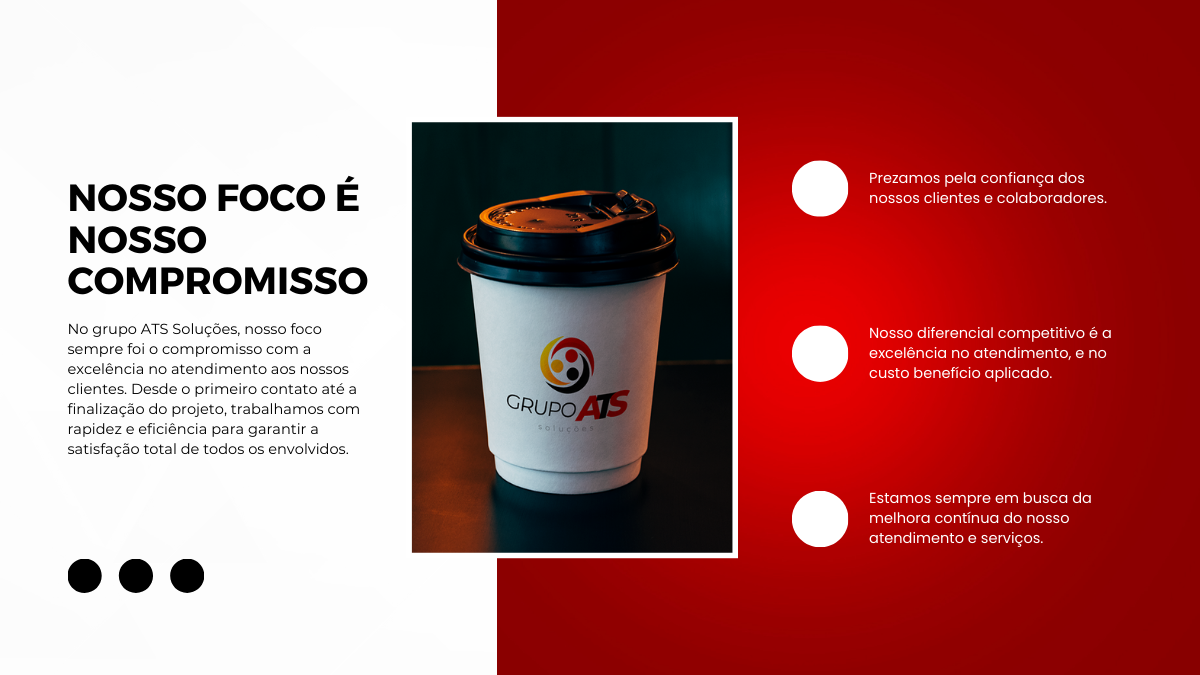 NOSSO FOCO É
NOSSO
COMPROMISSO
No grupo ATS Soluções, nosso foco
sempre foi o compromisso com a
excelência no atendimento aos nossos
clientes. Desde o primeiro contato até a
finalização do projeto, trabalhamos com
rapidez e eficiência para garantir a
satisfação total de todos os envolvidos.
GRUPO ATS
soluções
Prezamos pela confiança dos
nossos clientes e colaboradores.
Nosso diferencial competitivo é a
excelência no atendimento, e no
custo benefício aplicado.
Estamos sempre em busca da
melhora contínua do nosso
atendimento e serviços.